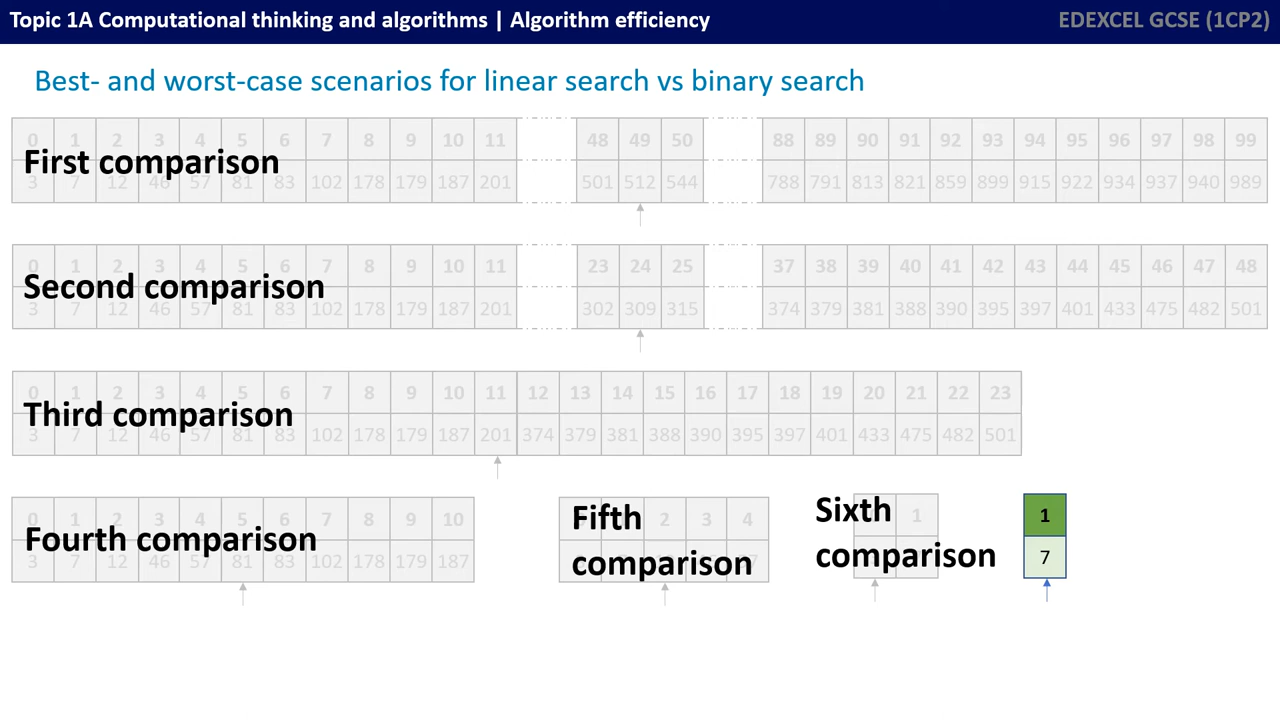 Topic 1A Computational thinking and algorithms | Algorithm efficiency
EDEXCEL GCSE (1CP2)
Best- and worst-case scenarios for linear search vs binary search
0 1 2 3 4 5 6 7 8 9 10 11 48 49 50 88 89 90 91 92 93 94 95 96 97 98 99
First comparison
3 7 12 46 57 81 83 102 178 179 187 201 501 512 544 788 791 813 821 859 899 915 922 934 937 940 989
0 1 2 3 4 5 6 7 8 9 10 11 23 24 25 37 38 39 40 41 42 43 44 45 46 47 48
Second comparison
3 7 12 46 57 81 83 102 178 179 187 201 302 309 315 374 379 381 388 390 395 397 401 433 475 482 501
0 1 2 3 4 5 6 7 8 9 10 11 12 13 14 15 16 17 18 19 20 21 22 23
Third comparison
3 7 12 46 57 81 83 102 178 179 187 201 374 379 381 388 390 395 397 401 433 475 482 501
0 1 2 3 4 5 6 7 8 9 10
Fourth comparison
3 7 12 46 57 81 83 102 178 179 187
2 3 4
Fifth
comparison
1
Sixth
comparison
1
7